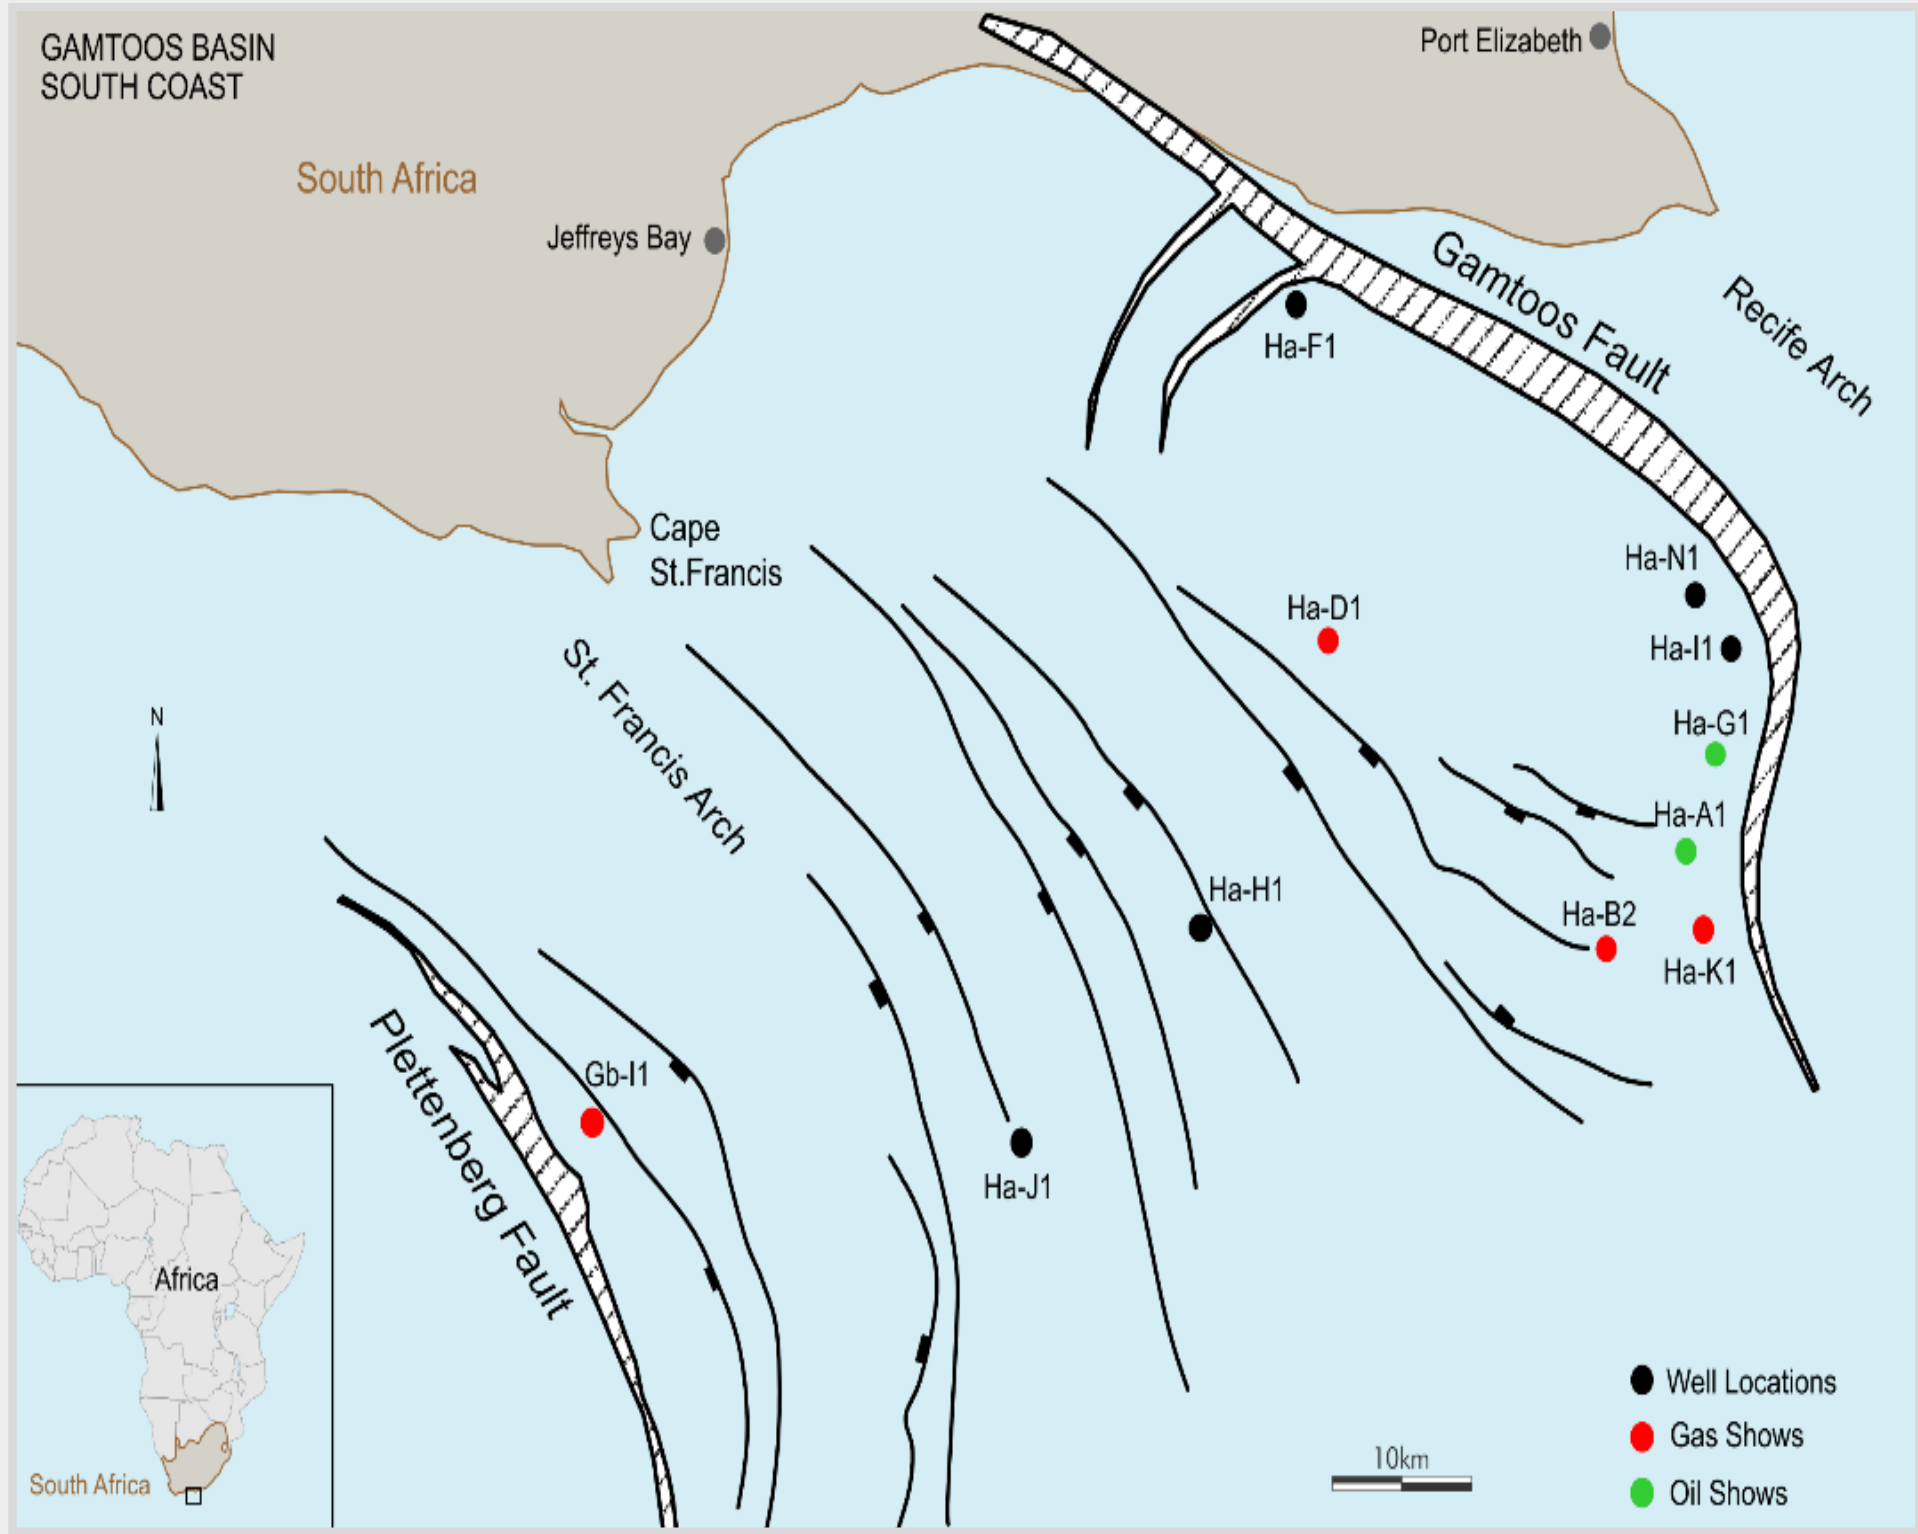 GAMTOOS BASIN
SOUTH COAST
Port Elizabeth
South Africa
Jeffreys Bay
Gamtoos Fault
Recife Arch
Ha-F1
Cape
St.Francis
Ha-N1
Ha-D1
Ha-I1
St. Francis Arch
N
Ha-G1
Ha-A1
Ha-H1
Ha-B2
Ha-K1
Plettenberg Fault
Gb-I1
Ha-J1
Africa
South Africa
Well Locations
Gas Shows
Oil Shows
10km